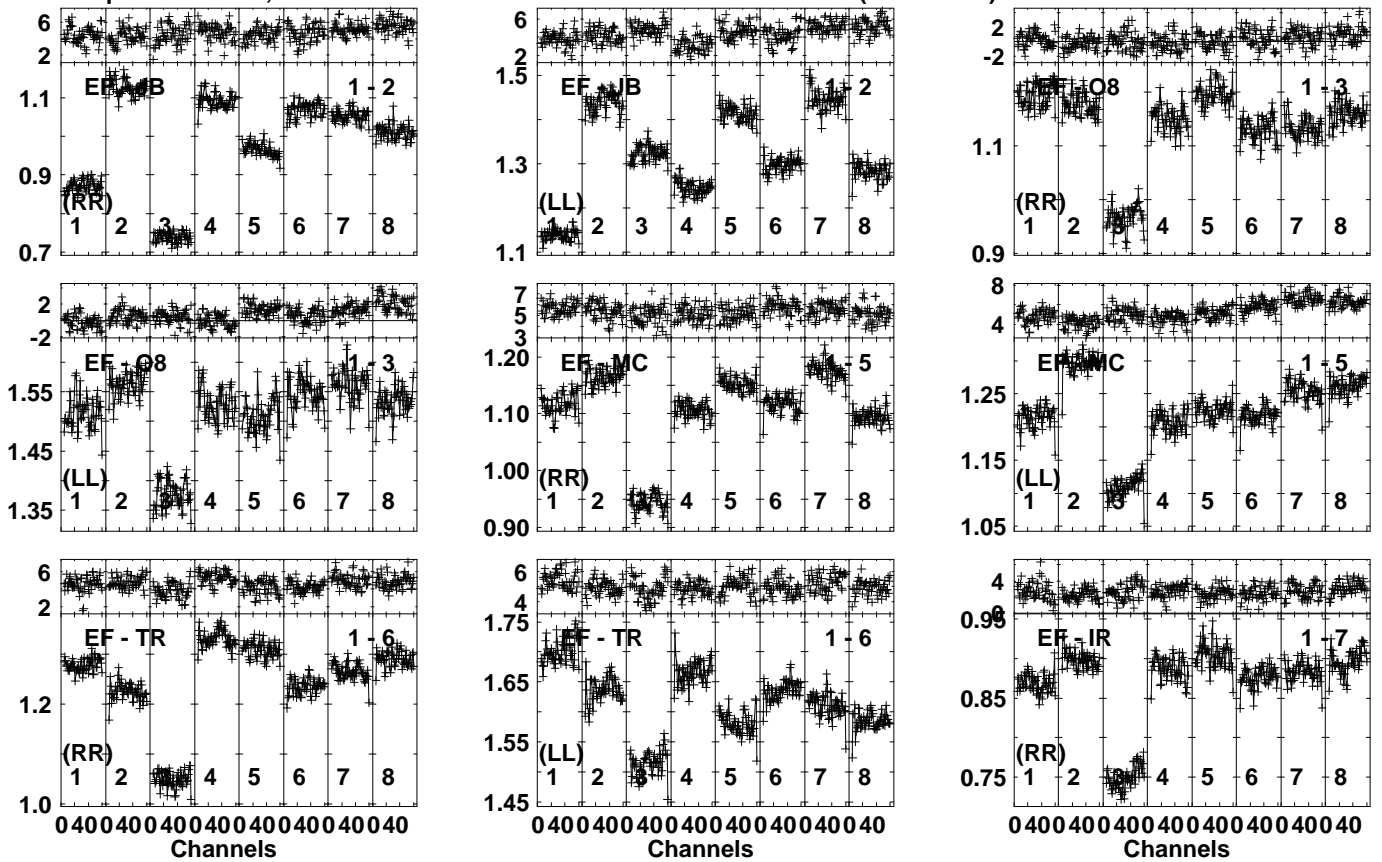 6
2
1.1
0.9
0.7
EF - JB
1 - 2
(RR)
1 2 3 4 5 6 7 8
6
2
1.5
1.3
1.1
EF - JB
1 - 2
(LL)
1 2 3 4 5 6 7 8
2
-2
1.1
0.9
EF - O8
1 - 3
(RR)
1 2 3 4 5 6 7 8
2
-2
1.55
1.45
1.35
EF - O8
1 - 3
(LL)
1 2 3 4 5 6 7 8
7
5
3
1.20
1.10
1.00
0.90
EF - MC
1 - 5
(RR)
1 2 3 4 5 6 7 8
8
4
1.25
1.15
1.05
EF - MC
1 - 5
(LL)
1 2 3 4 5 6 7 8
6
2
1.2
1.0
EF - TR
1 - 6
(RR)
1 2 3 4 5 6 7 8
6
4
1.75
1.65
1.55
1.45
EF - TR
1 - 6
(LL)
1 2 3 4 5 6 7 8
4
0
0.95
0.85
0.75
EF - IR
1 - 7
(RR)
1 2 3 4 5 6 7 8
0 40 0 40 0 40 0 40 0 40 0 40 0 40 0 40
Channels
0 40 0 40 0 40 0 40 0 40 0 40 0 40 0 40
Channels
0 40 0 40 0 40 0 40 0 40 0 40 0 40 0 40
Channels